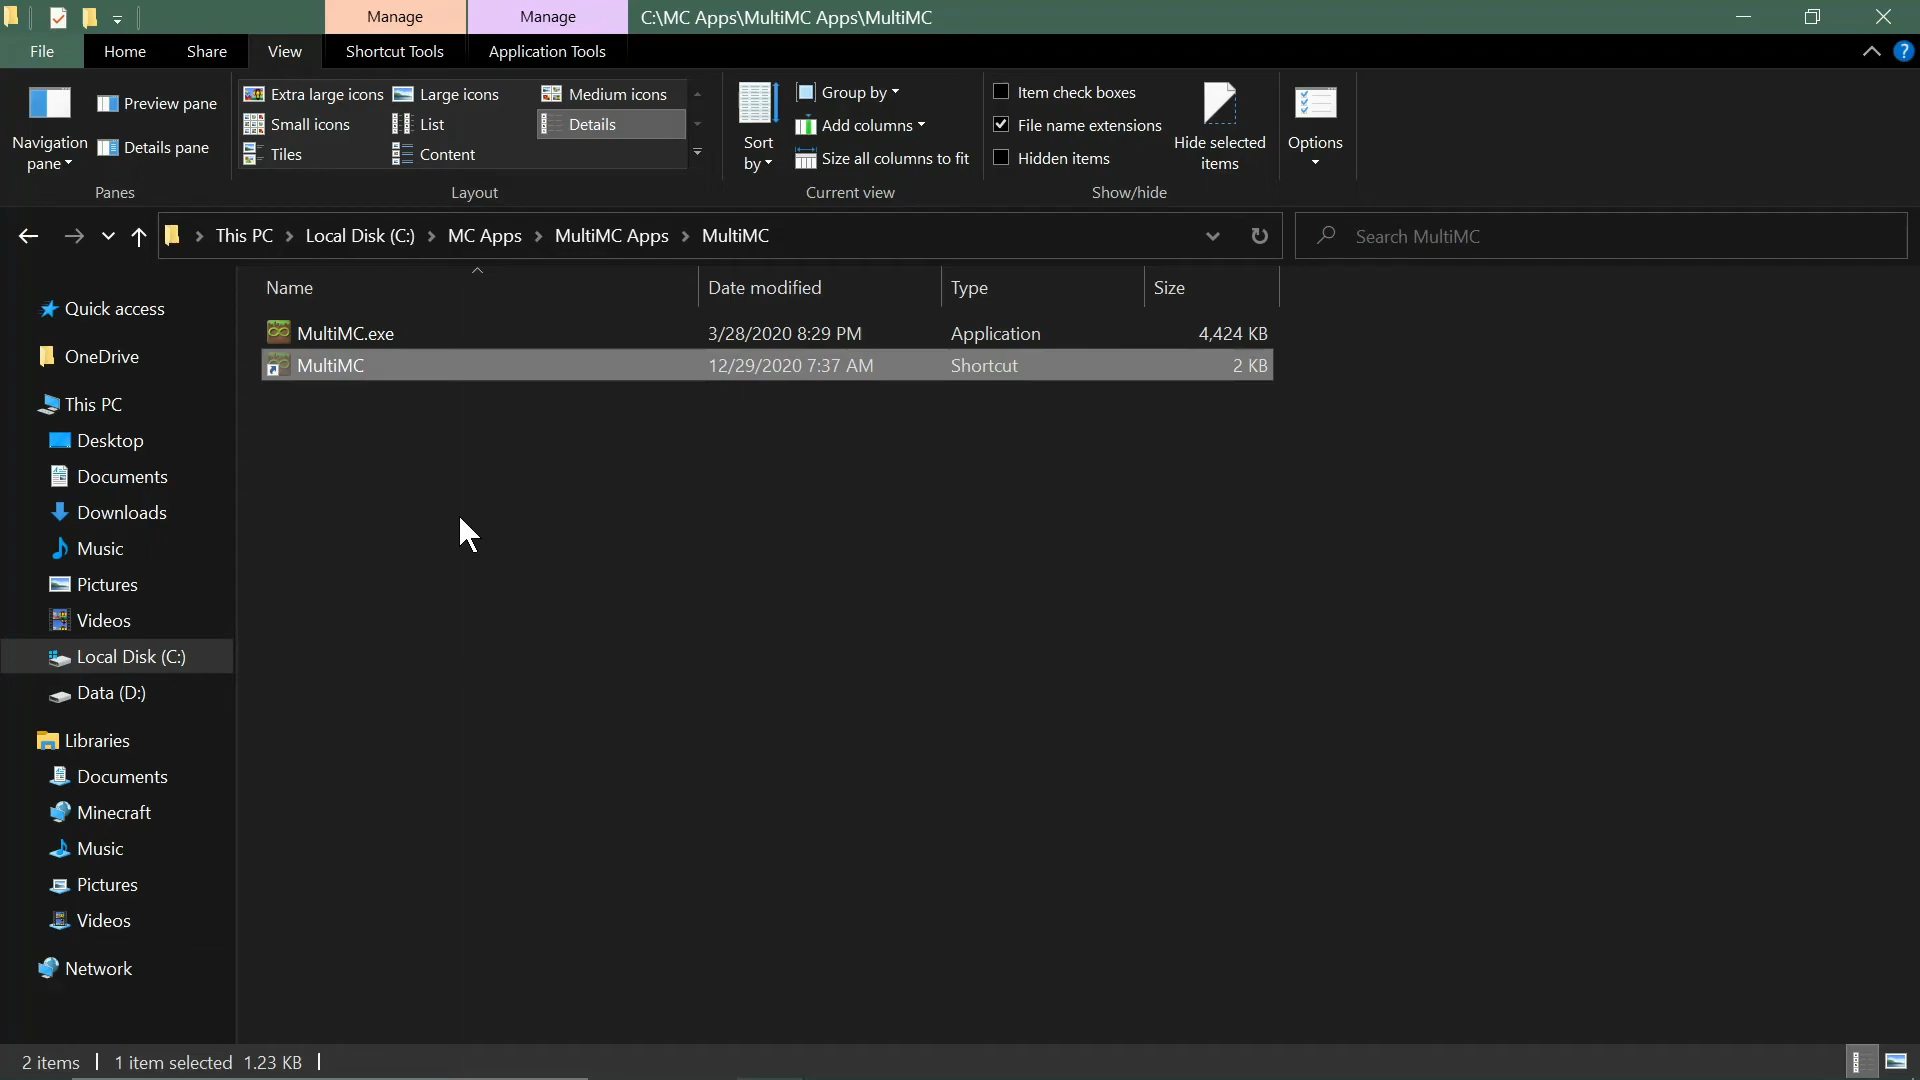 Manage
Manage
C:\MC Apps\MultiMC Apps\MultiMC
File
Home
Share
View
Shortcut Tools
Application Tools
Navigation
pane
Preview pane
Details pane
Panes
Extra large icons
Large icons
Medium icons
Small icons
List
Details
Tiles
Content
Layout
Sort
by
Group by
Add columns
Size all columns to fit
Current view
Item check boxes
File name extensions
Hidden items
Hide selected
items
Show/hide
Options
This PC
Local Disk (C:)
MC Apps
MultiMC Apps
MultiMC
Search MultiMC
Name
Date modified
Type
Size
MultiMC.exe
3/28/2020 8:29 PM
Application
4,424 KB
MultiMC
12/29/2020 7:37 AM
Shortcut
2 KB
Quick access
OneDrive
This PC
Desktop
Documents
Downloads
Music
Pictures
Videos
Local Disk (C:)
Data (D:)
Libraries
Documents
Minecraft
Music
Pictures
Videos
Network
2 items
1 item selected 1.23 KB